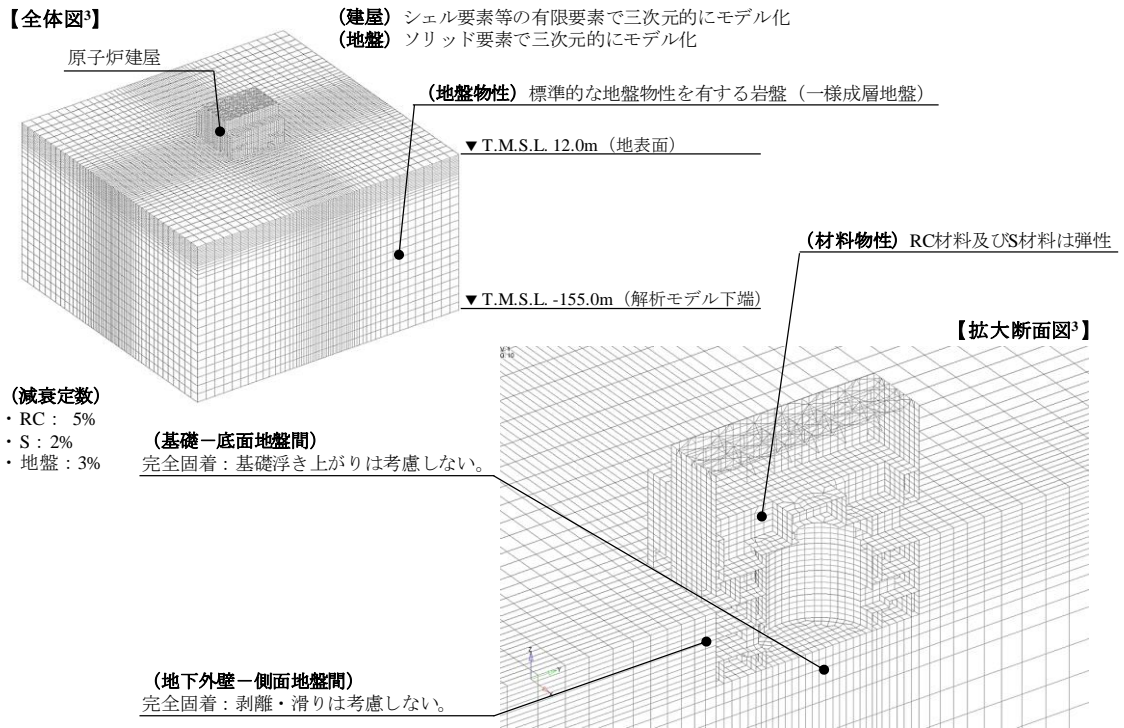 【全体図³】
(建屋) シェル要素等の有限要素で三次元的にモデル化
(地盤) ソリッド要素で三次元的にモデル化
原子炉建屋
(地盤物性) 標準的な地盤物性を有する岩盤（一様成層地盤）
▼T.M.S.L. 12.0m（地表面）
(材料物性) RC材料及びS材料は弾性
▼T.M.S.L. -155.0m（解析モデル下端）
【拡大断面図³】
(減衰定数)
・RC： 5%
・S：2%
・地盤：3%
(基礎－底面地盤間)
完全固着：基礎浮き上がりは考慮しない。
(地下外壁－側面地盤間)
完全固着：剥離・滑りは考慮しない。
Z